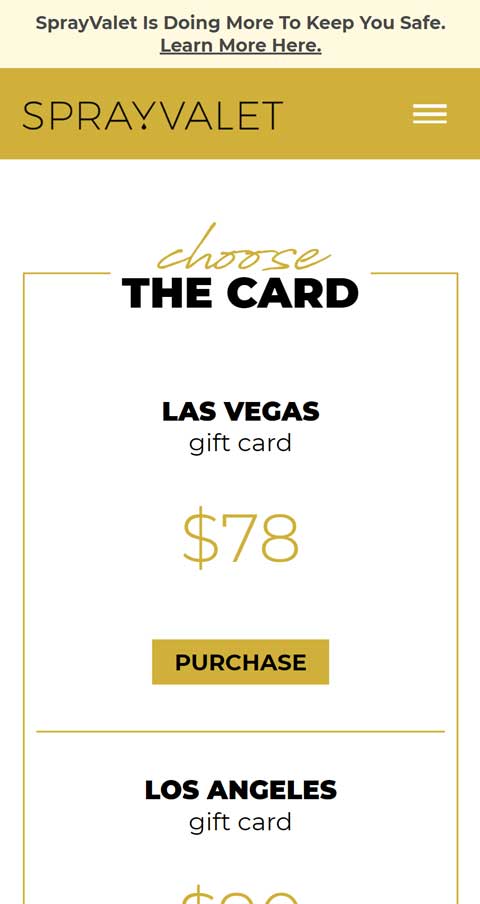 SprayValet Is Doing More To Keep You Safe.
Learn More Here.
SPRAYVALET
choose
THE CARD
LAS VEGAS
gift card
$78
PURCHASE
LOS ANGELES
gift card